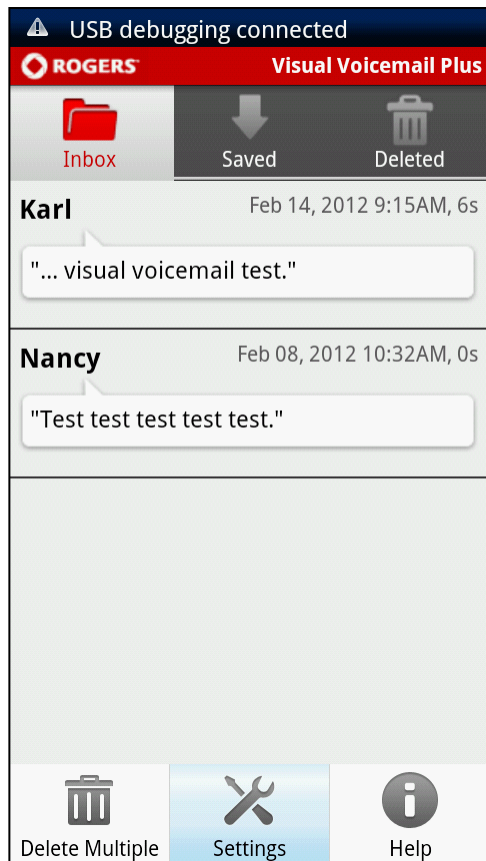 USB debugging connected
ROGERS™ Visual Voicemail Plus
Inbox Saved Deleted
Karl Feb 14, 2012 9:15AM, 6s
"... visual voicemail test."
Nancy Feb 08, 2012 10:32AM, 0s
"Test test test test test."
Delete Multiple Settings Help